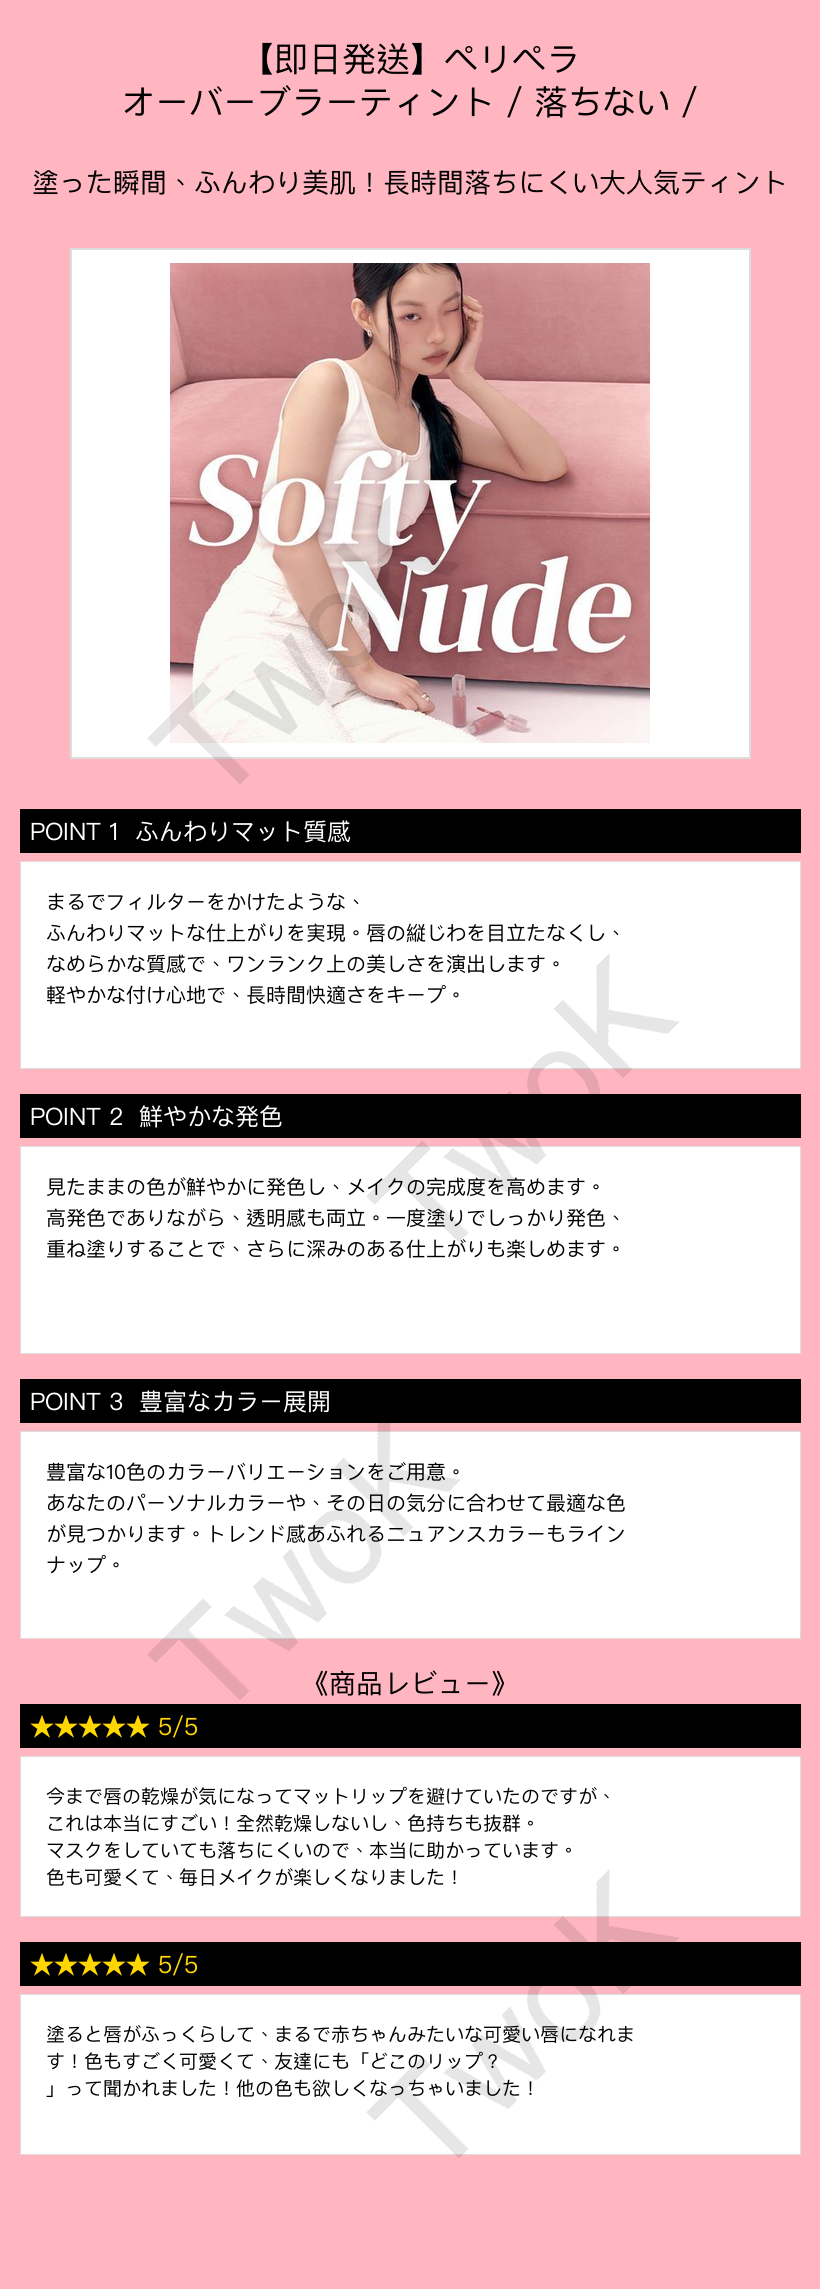 【即日発送】ペリペラ
オーバーブラーティント / 落ちない /
塗った瞬間、ふんわり美肌！長時間落ちにくい大人気ティント
Softy
Nude
TwoK
POINT 1 ふんわりマット質感
まるでフィルターをかけたような、
ふんわりマットな仕上がりを実現。唇の縦じわを目立たなくし、
なめらかな質感で、ワンランク上の美しさを演出します。
軽やかな付け心地で、長時間快適さをキープ。
TwoK
POINT 2 鮮やかな発色
見たままの色が鮮やかに発色し、メイクの完成度を高めます。
高発色でありながら、透明感も両立。一度塗りでしっかり発色、
重ね塗りすることで、さらに深みのある仕上がりも楽しめます。
POINT 3 豊富なカラー展開
豊富な10色のカラーバリエーションをご用意。
あなたのパーソナルカラーや、その日の気分に合わせて最適な色
が見つかります。トレンド感あふれるニュアンスカラーもライン
ナップ。
TwoK
《商品レビュー》
★★★★★ 5/5
今まで唇の乾燥が気になってマットリップを避けていたのですが、
これは本当にすごい！全然乾燥しないし、色持ちも抜群。
マスクをしていても落ちにくいので、本当に助かっています。
色も可愛くて、毎日メイクが楽しくなりました！
★★★★★ 5/5
塗ると唇がふっくらして、まるで赤ちゃんみたいな可愛い唇になれま
す！色もすごく可愛くて、友達にも「どこのリップ？
」って聞かれました！他の色も欲しくなっちゃいました！
TwoK